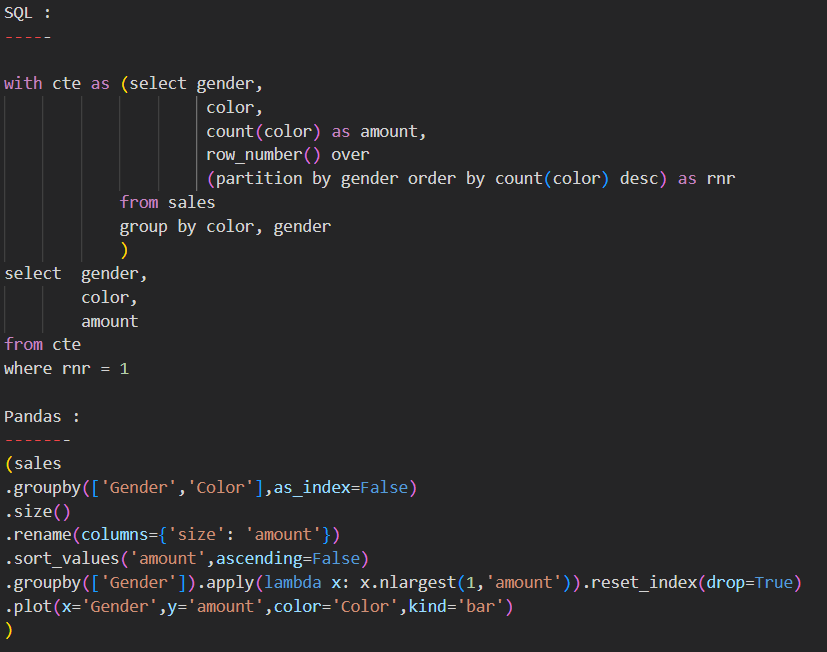 SQL :
-----
with cte as (select gender,
color,
count(color) as amount,
row_number() over
(partition by gender order by count(color) desc) as rnr
from sales
group by color, gender
)
select  gender,
color,
amount
from cte
where rnr = 1
Pandas :
-------
(sales
.groupby(['Gender','Color'],as_index=False)
.size()
.rename(columns={'size': 'amount'})
.sort_values('amount',ascending=False)
.groupby(['Gender']).apply(lambda x: x.nlargest(1,'amount')).reset_index(drop=True)
.plot(x='Gender',y='amount',color='Color',kind='bar')
)